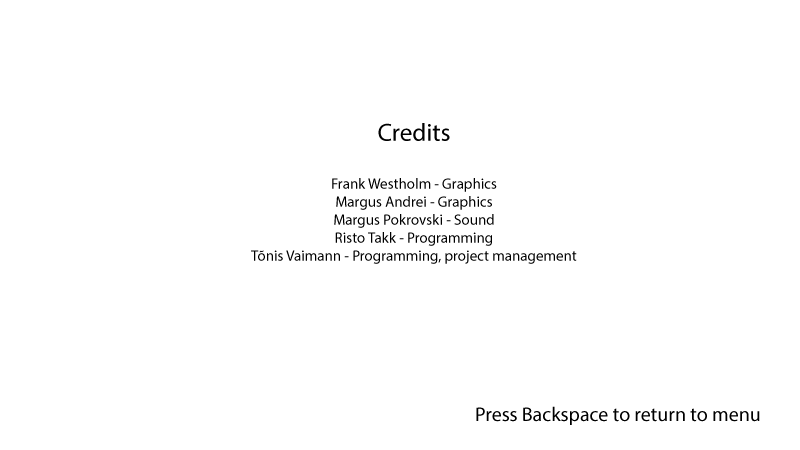 Credits
Frank Westholm - Graphics
Margus Andrei - Graphics
Margus Pokrovski - Sound
Risto Takk - Programming
Tõnis Vaimann - Programming, project management
Press Backspace to return to menu